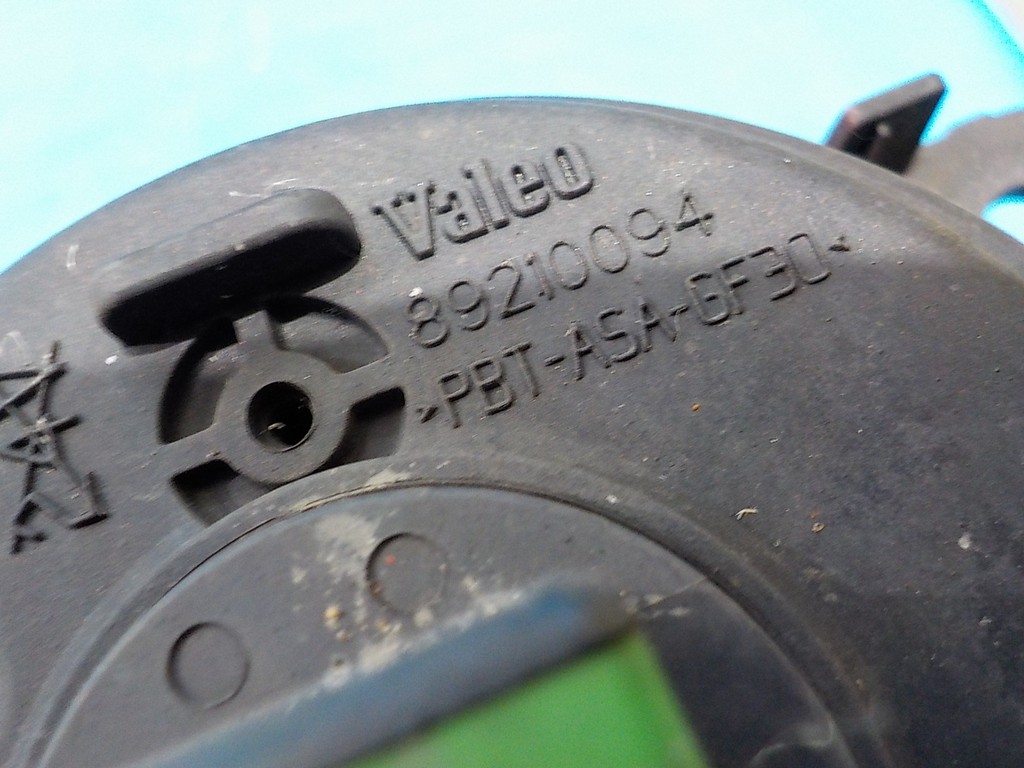 Valeo
89210094
>PBT-ASA-GF30<